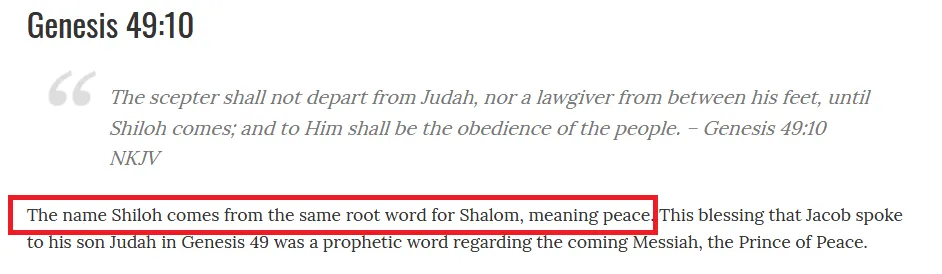 Genesis 49:10
“
The scepter shall not depart from Judah, nor a lawgiver from between his feet, until
Shiloh comes; and to Him shall be the obedience of the people. – Genesis 49:10
NKJV
The name Shiloh comes from the same root word for Shalom, meaning peace. This blessing that Jacob spoke
to his son Judah in Genesis 49 was a prophetic word regarding the coming Messiah, the Prince of Peace.